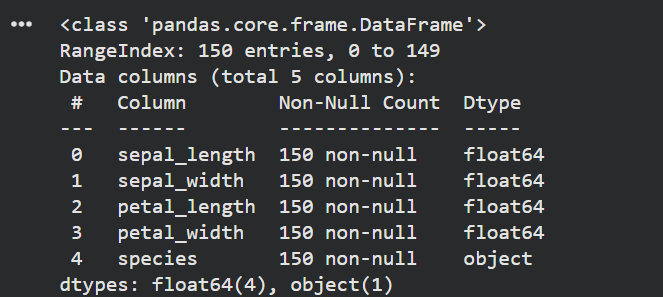 <class 'pandas.core.frame.DataFrame'>
RangeIndex: 150 entries, 0 to 149
Data columns (total 5 columns):
 #   Column        Non-Null Count  Dtype
---  ------        --------------  -----
 0   sepal_length  150 non-null    float64
 1   sepal_width   150 non-null    float64
 2   petal_length  150 non-null    float64
 3   petal_width   150 non-null    float64
 4   species       150 non-null    object
dtypes: float64(4), object(1)